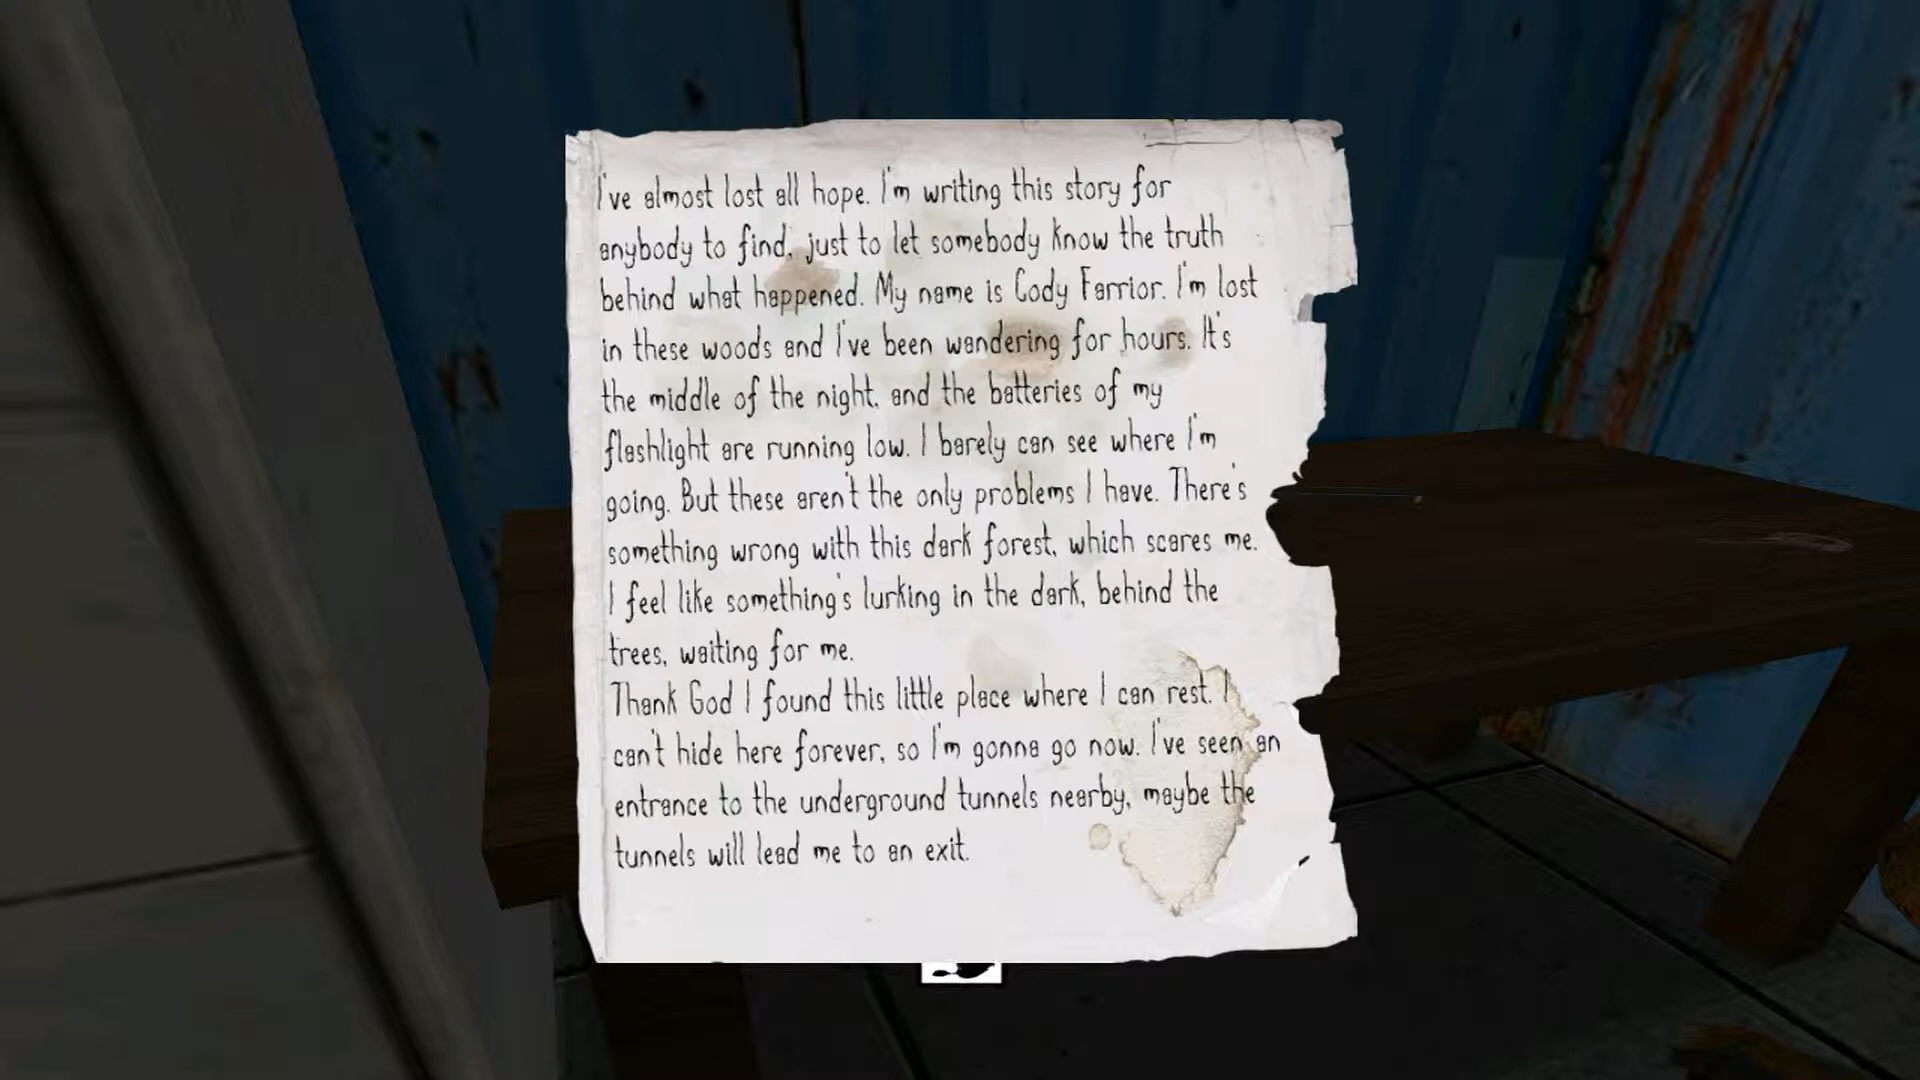 I've almost lost all hope. I'm writing this story for
anybody to find, just to let somebody know the truth
behind what happened. My name is Cody Farrior. I'm lost
in these woods and I've been wandering for hours. It's
the middle of the night, and the batteries of my
flashlight are running low. I barely can see where I'm
going. But these aren't the only problems I have. There's
something wrong with this dark forest, which scares me.
I feel like something's lurking in the dark, behind the
trees, waiting for me.
Thank God I found this little place where I can rest. I
can't hide here forever, so I'm gonna go now. I've seen an
entrance to the underground tunnels nearby, maybe the
tunnels will lead me to an exit.